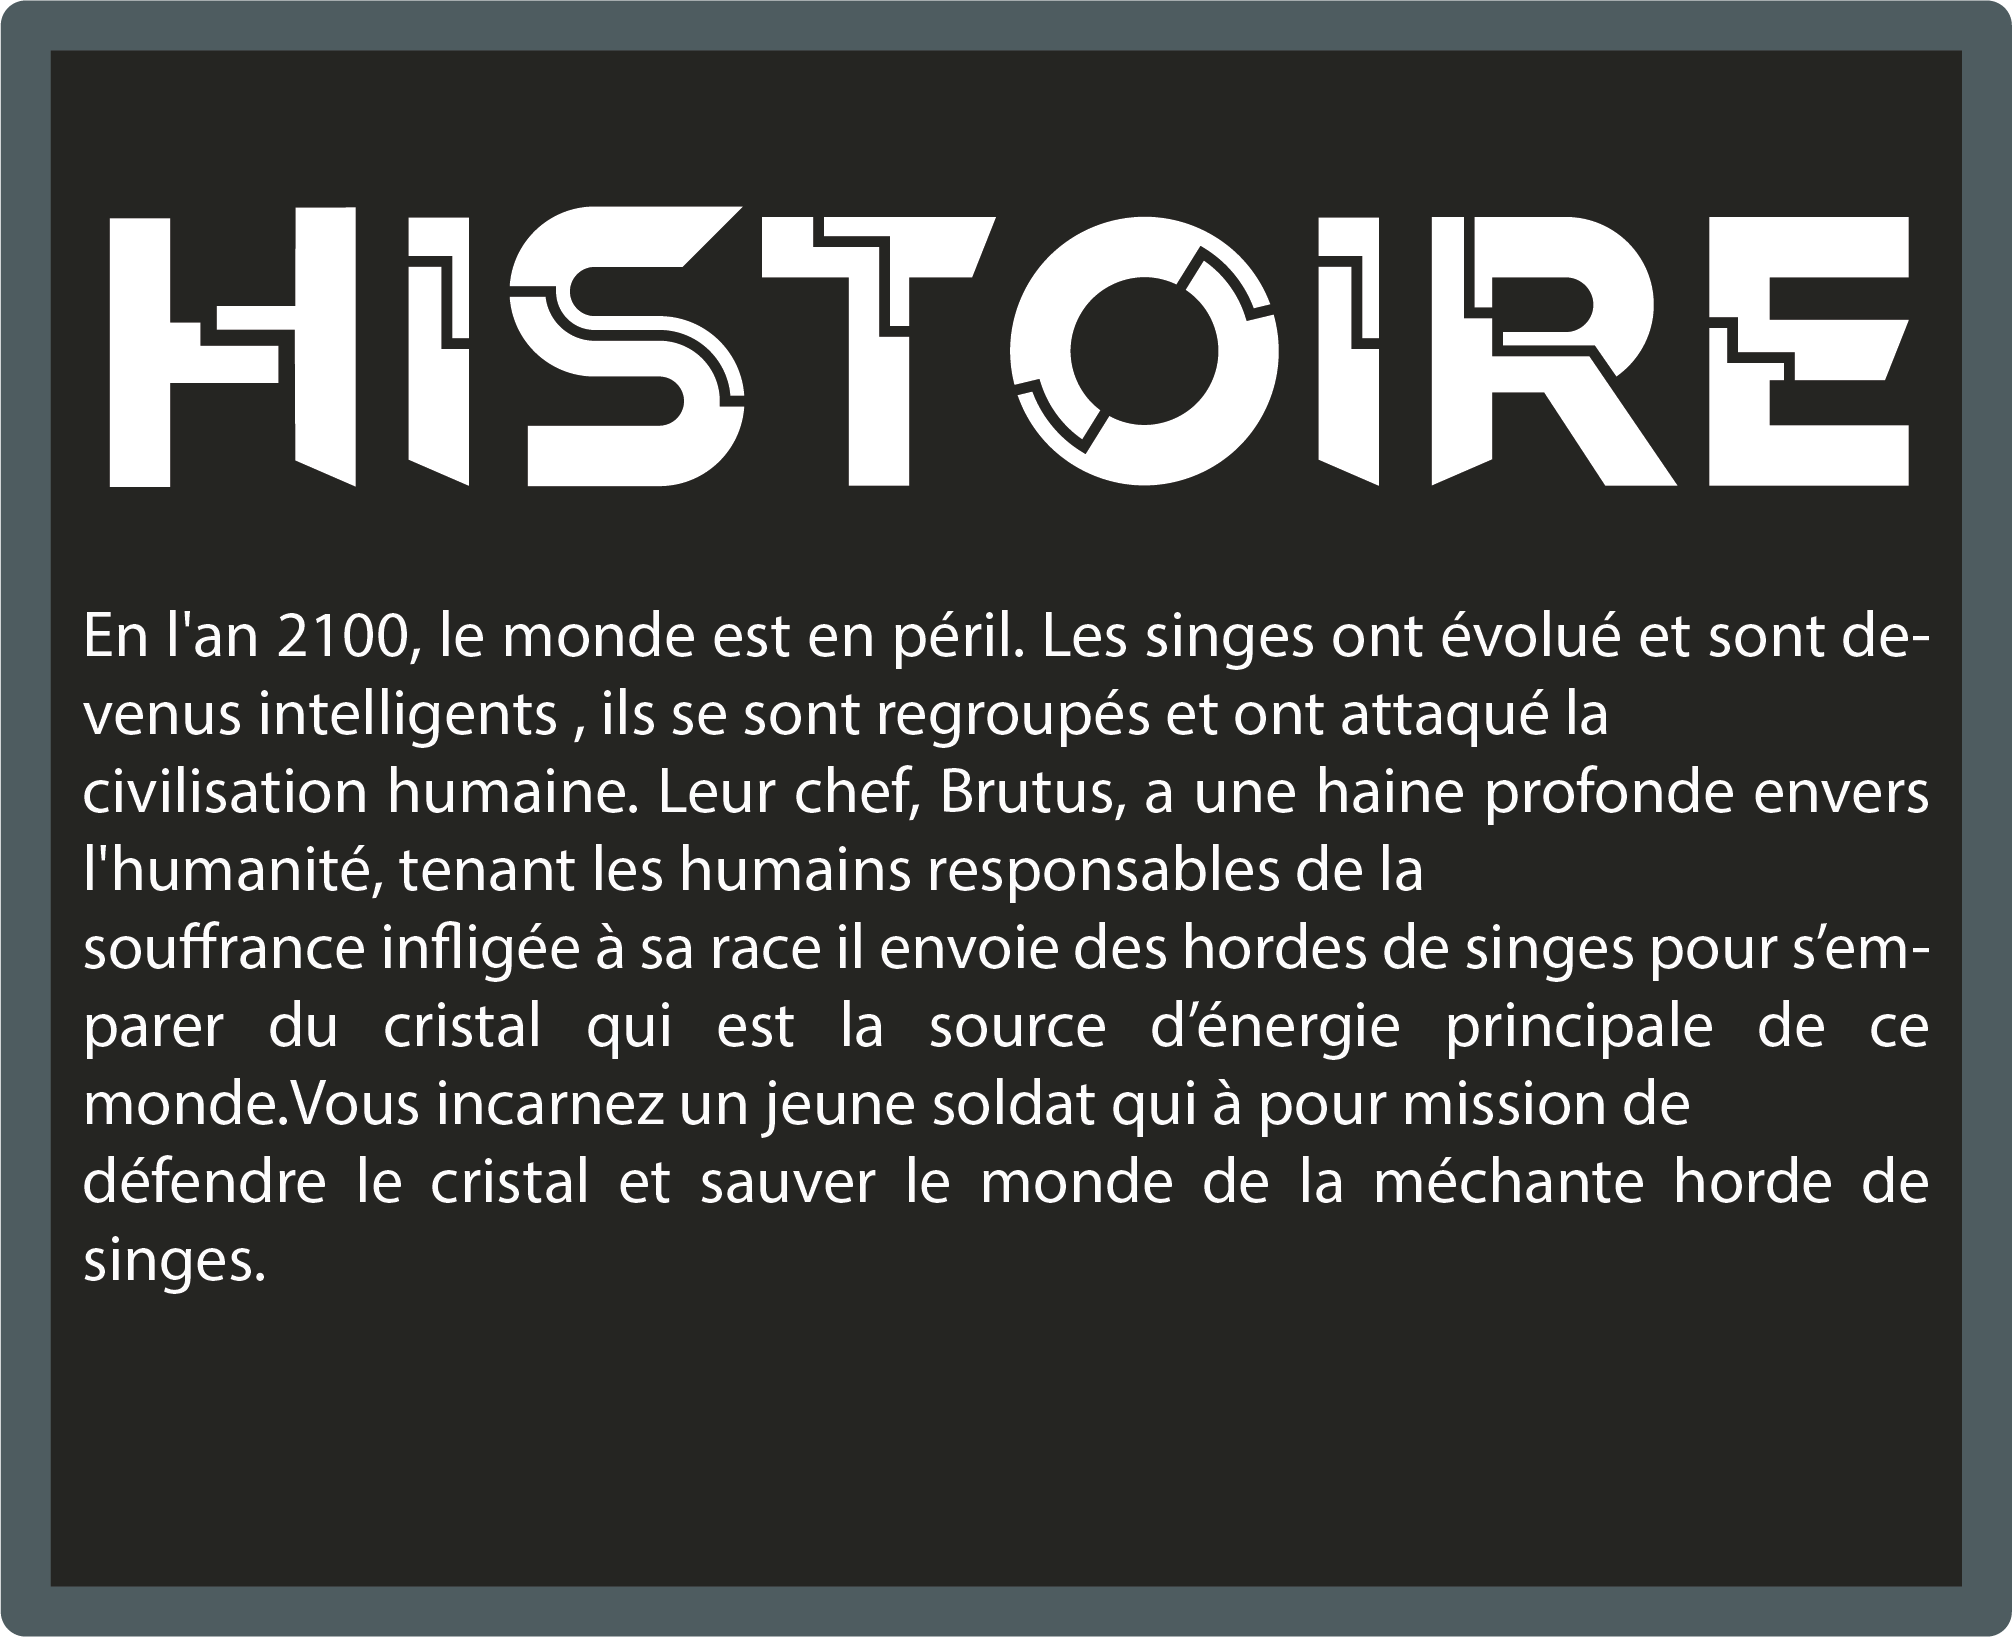 HISTOIRE
En l'an 2100, le monde est en péril. Les singes ont évolué et sont de-
venus intelligents , ils se sont regroupés et ont attaqué la
civilisation humaine. Leur chef, Brutus, a une haine profonde envers
l'humanité, tenant les humains responsables de la
souffrance infligée à sa race il envoie des hordes de singes pour s’em-
parer du cristal qui est la source d’énergie principale de ce
monde.Vous incarnez un jeune soldat qui à pour mission de
défendre le cristal et sauver le monde de la méchante horde de
singes.